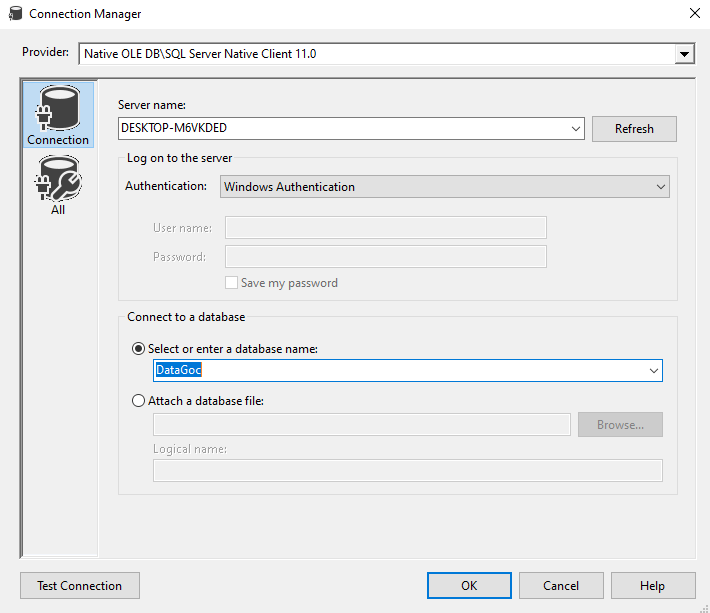 Connection Manager
Provider: Native OLE DB\SQL Server Native Client 11.0
Connection
All
Server name:
DESKTOP-M6VKDED
Refresh
Log on to the server
Authentication: Windows Authentication
User name:
Password:
Save my password
Connect to a database
Select or enter a database name:
DataGoc
Attach a database file:
Browse...
Logical name:
Test Connection
OK
Cancel
Help